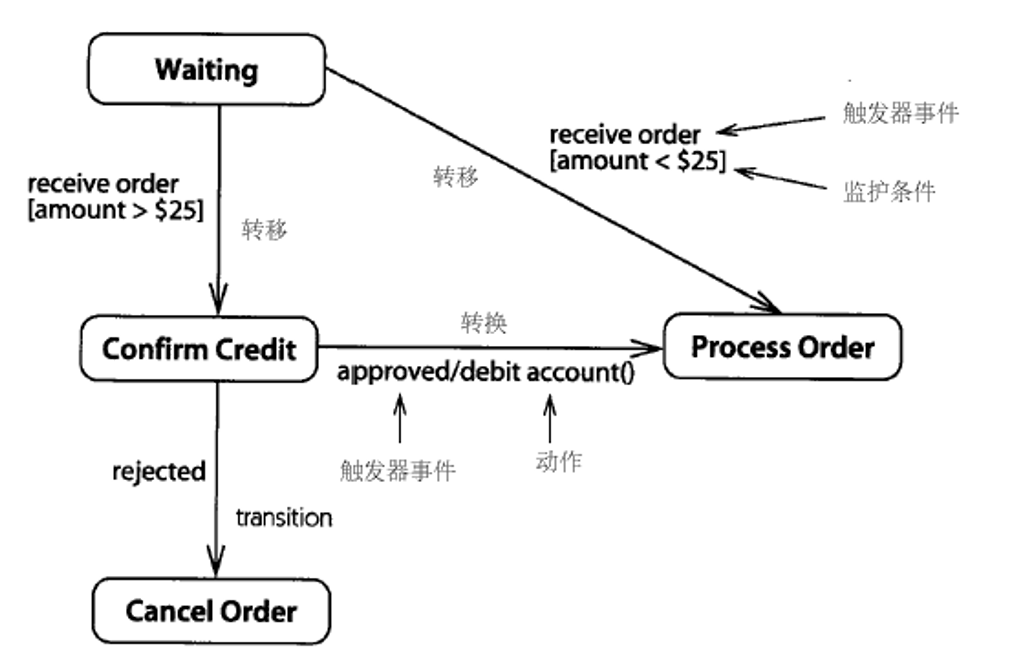 Waiting
触发器事件
receive order
[amount < $25]
监护条件
转移
receive order
[amount > $25]
转移
转换
Confirm Credit
Process Order
approved/debit account()
触发器事件
动作
rejected
transition
Cancel Order